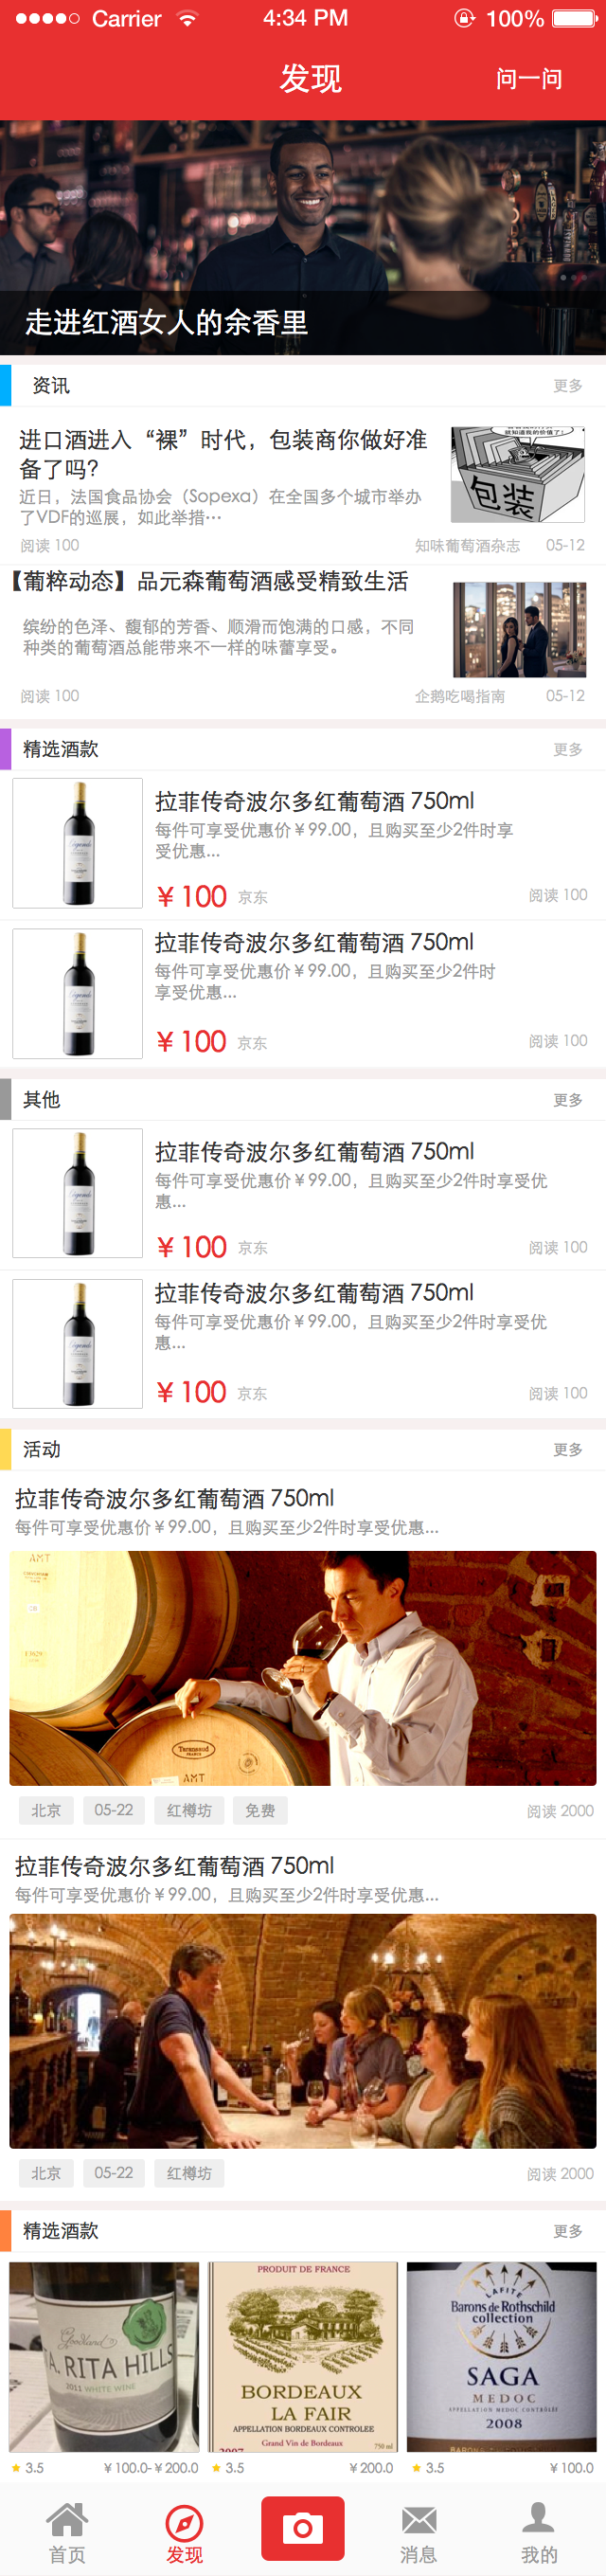 Carrier 4:34 PM 100%
发现 问一问
走进红酒女人的余香里
资讯 更多
进口酒进入“裸”时代，包装商你做好准
备了吗？
近日，法国食品协会（Sopexa）在全国多个城市举办
了VDF的巡展，如此举措…
包装
阅读 100 知味葡萄酒杂志 05-12
【葡粹动态】品元森葡萄酒感受精致生活
缤纷的色泽、馥郁的芳香、顺滑而饱满的口感，不同
种类的葡萄酒总能带来不一样的味蕾享受。
阅读 100 企鹅吃喝指南 05-12
精选酒款 更多
拉菲传奇波尔多红葡萄酒 750ml
每件可享受优惠价￥99.00，且购买至少2件时享
受优惠...
￥100 京东 阅读 100
拉菲传奇波尔多红葡萄酒 750ml
每件可享受优惠价￥99.00，且购买至少2件时
享受优惠...
￥100 京东 阅读 100
其他 更多
拉菲传奇波尔多红葡萄酒 750ml
每件可享受优惠价￥99.00，且购买至少2件时享受优
惠...
￥100 京东 阅读 100
拉菲传奇波尔多红葡萄酒 750ml
每件可享受优惠价￥99.00，且购买至少2件时享受优
惠...
￥100 京东 阅读 100
活动 更多
拉菲传奇波尔多红葡萄酒 750ml
每件可享受优惠价￥99.00，且购买至少2件时享受优惠...
北京 05-22 红樽坊 免费 阅读 2000
拉菲传奇波尔多红葡萄酒 750ml
每件可享受优惠价￥99.00，且购买至少2件时享受优惠...
北京 05-22 红樽坊 阅读 2000
精选酒款 更多
A. RITA HILLS
2011 WHITE WINE
PRODUIT DE FRANCE
BORDEAUX
LA FAIR
APPELLATION BORDEAUX CONTROLEE
Grand Vin de Bordeaux
2007 750 ml
LAFITE
Barons de Rothschild
collection
SAGA
MEDOC
APPELLATION MEDOC CONTROLÉE
2008
3.5 ￥100.0-￥200.0 3.5 ￥200.0 3.5 ￥100.0
首页 发现 消息 我的